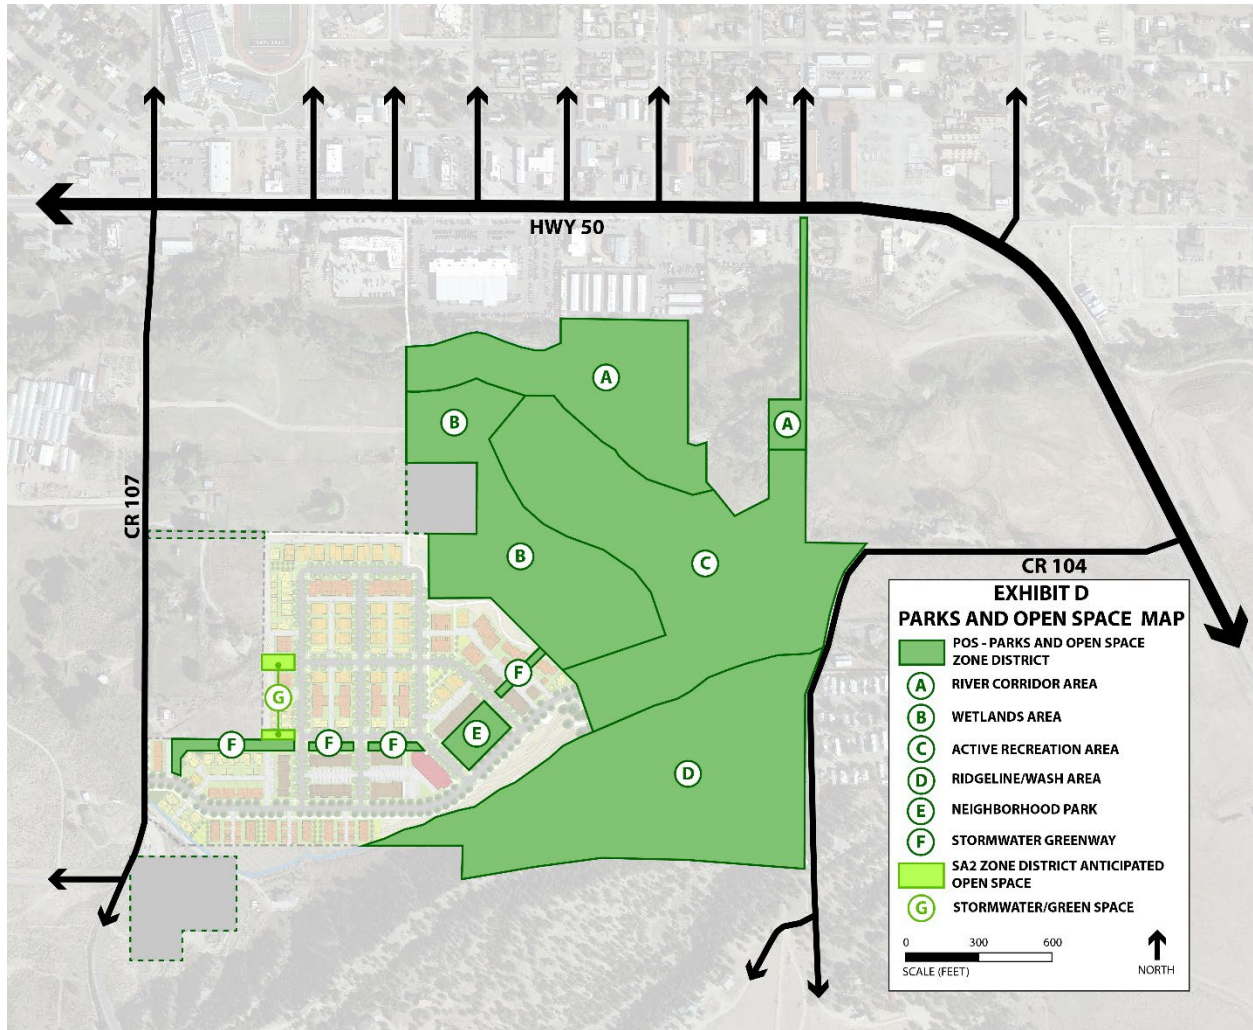 HWY 50
A
A
B
CR 107
B
C
CR 104
F
G
E
F
F
F
D
EXHIBIT D
PARKS AND OPEN SPACE MAP
POS - PARKS AND OPEN SPACE
ZONE DISTRICT
A RIVER CORRIDOR AREA
B WETLANDS AREA
C ACTIVE RECREATION AREA
D RIDGELINE/WASH AREA
E NEIGHBORHOOD PARK
F STORMWATER GREENWAY
SA2 ZONE DISTRICT ANTICIPATED
OPEN SPACE
G STORMWATER/GREEN SPACE
0 300 600
SCALE (FEET)
NORTH